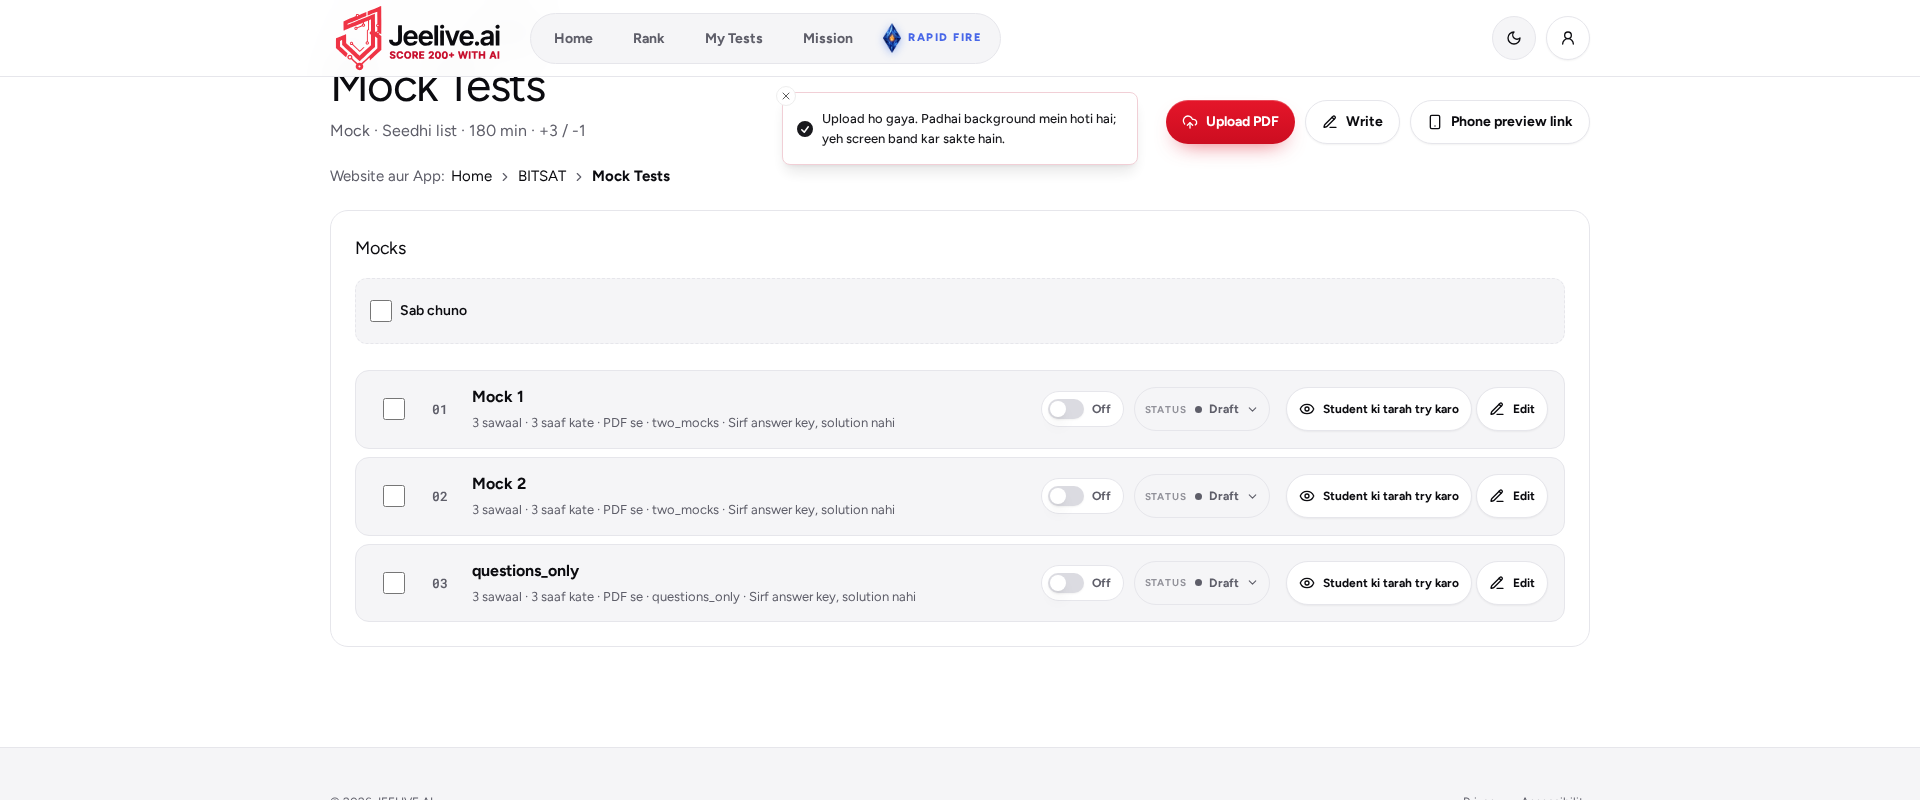 Jeelive.ai
SCORE 200+ WITH AI
Home
Rank
My Tests
Mission
RAPID FIRE
Mock Tests
Mock · Seedhi list · 180 min · +3 / -1
Upload ho gaya. Padhai background mein hoti hai;
yeh screen band kar sakte hain.
Upload PDF
Write
Phone preview link
Website aur App: Home > BITSAT > Mock Tests
Mocks
Sab chuno
01
Mock 1
3 sawaal · 3 saaf kate · PDF se · two_mocks · Sirf answer key, solution nahi
Off
STATUS Draft
Student ki tarah try karo
Edit
02
Mock 2
3 sawaal · 3 saaf kate · PDF se · two_mocks · Sirf answer key, solution nahi
Off
STATUS Draft
Student ki tarah try karo
Edit
03
questions_only
3 sawaal · 3 saaf kate · PDF se · questions_only · Sirf answer key, solution nahi
Off
STATUS Draft
Student ki tarah try karo
Edit